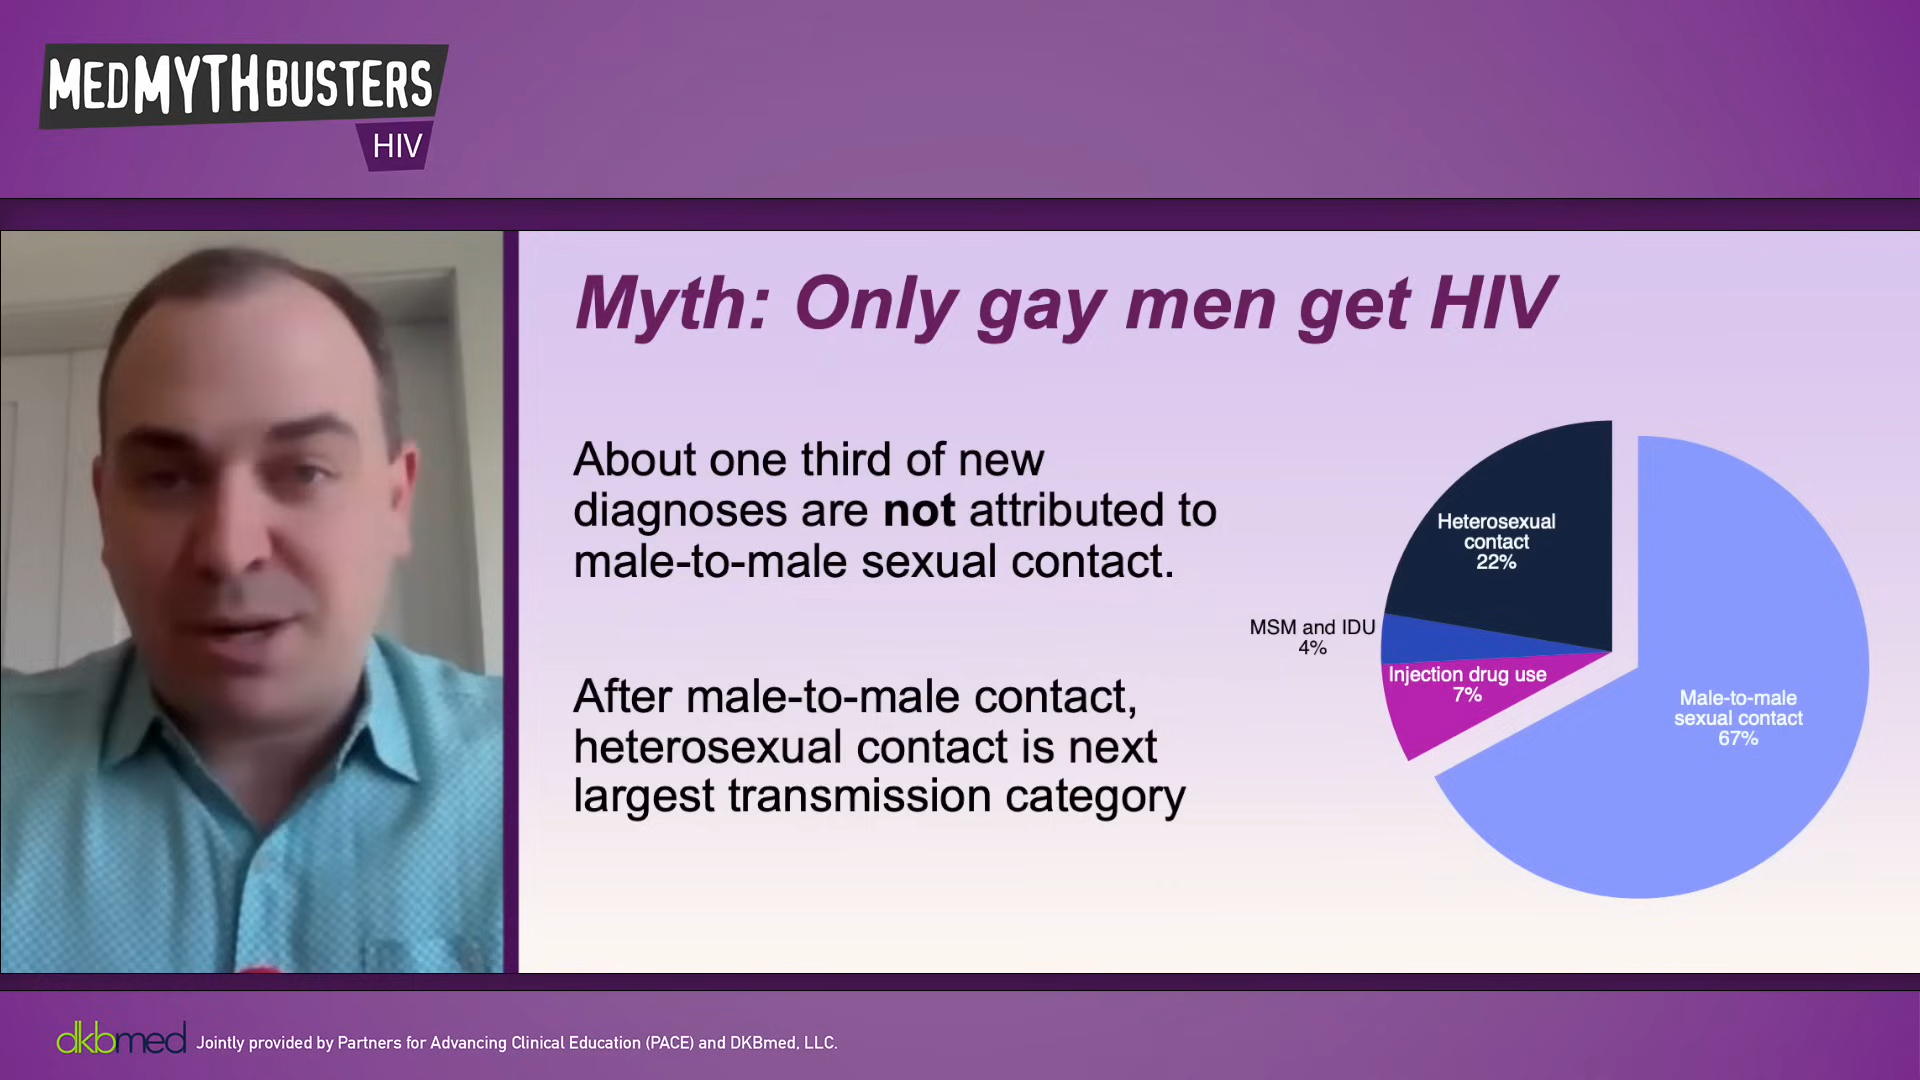 MEDMYTHBUSTERS
HIV
Myth: Only gay men get HIV
About one third of new
diagnoses are not attributed to
male-to-male sexual contact.
After male-to-male contact,
heterosexual contact is next
largest transmission category
Heterosexual
contact
22%
MSM and IDU
4%
Injection drug use
7%
Male-to-male
sexual contact
67%
dkbmed Jointly provided by Partners for Advancing Clinical Education (PACE) and DKBmed, LLC.